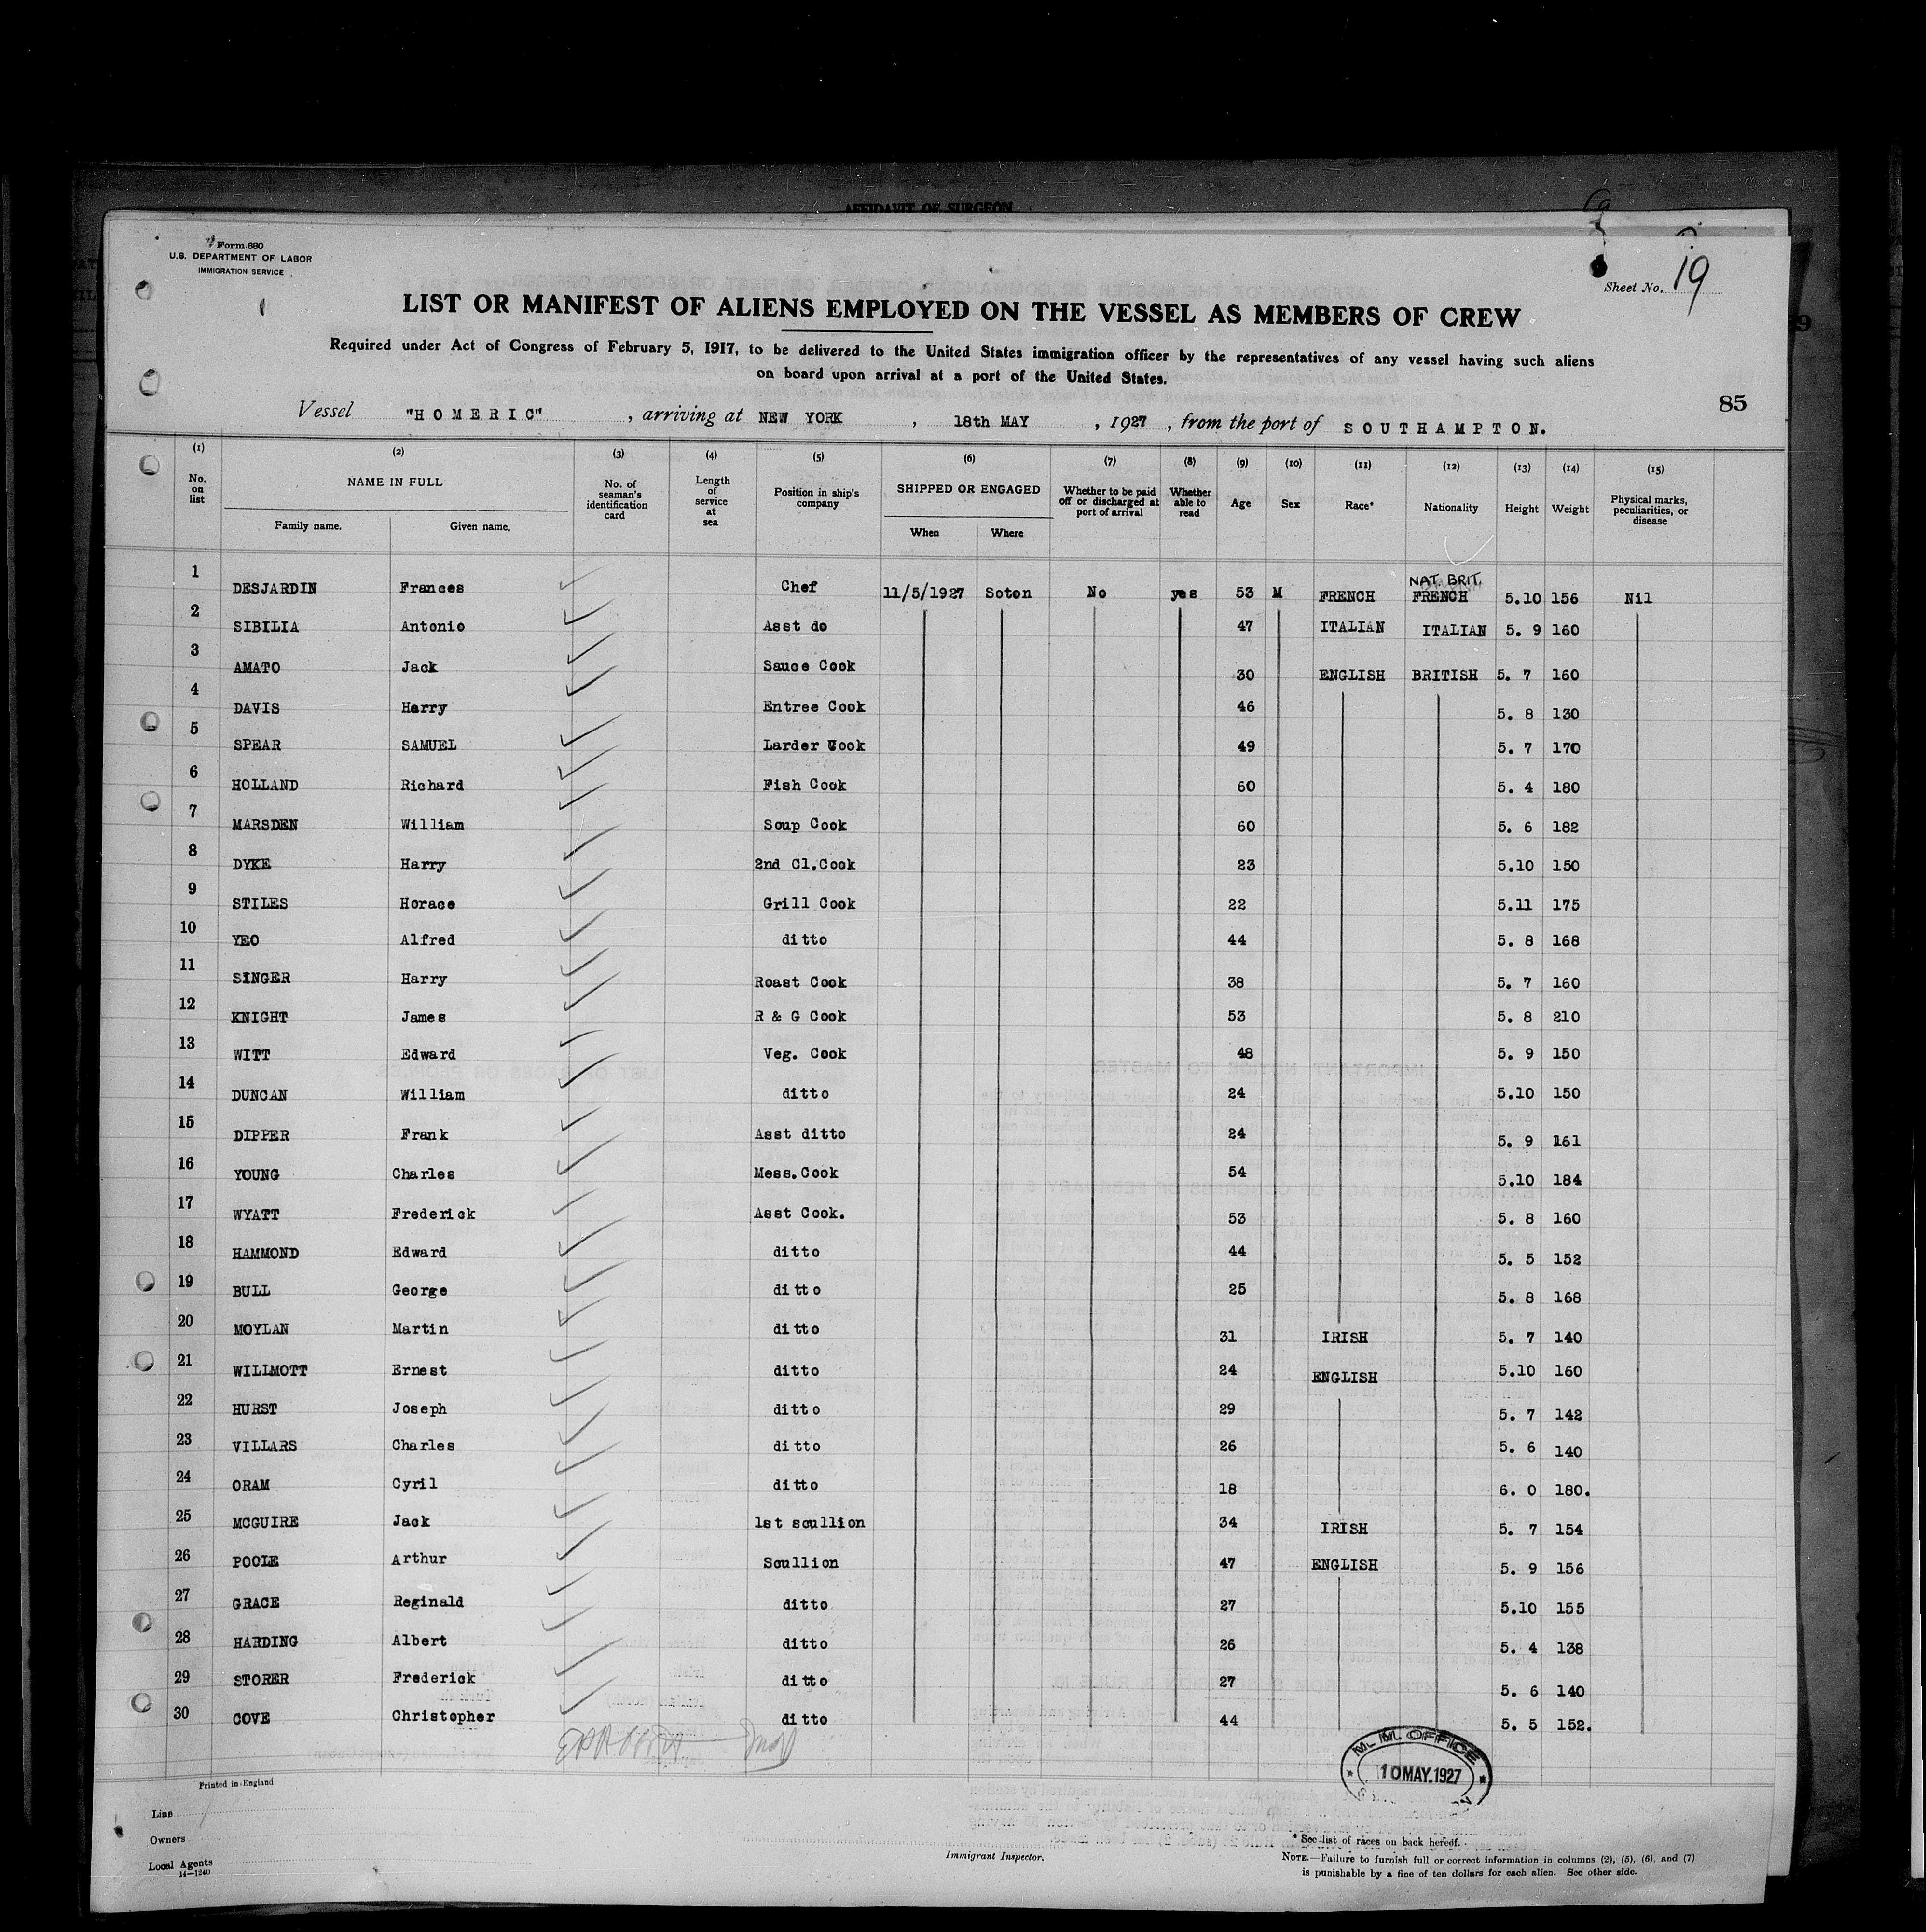 AFFIDAVIT OF SURGEON
Form 680
U.S. DEPARTMENT OF LABOR
IMMIGRATION SERVICE
Sheet No. 19
LIST OR MANIFEST OF ALIENS EMPLOYED ON THE VESSEL AS MEMBERS OF CREW
Required under Act of Congress of February 5, 1917, to be delivered to the United States immigration officer by the representatives of any vessel having such aliens
on board upon arrival at a port of the United States.
85
Vessel "HOMERIC", arriving at NEW YORK, 18th MAY, 1927, from the port of SOUTHAMPTON.
(1) (2) (3) (4) (5) (6) (7) (8) (9) (10) (11) (12) (13) (14) (15)
No. on list NAME IN FULL Family name. Given name. No. of seaman's identification card Length of service at sea Position in ship's company SHIPPED OR ENGAGED When Where Whether to be paid off or discharged at port of arrival Whether able to read Age Sex Race* Nationality Height Weight Physical marks, peculiarities, or disease
NAT. BRIT.
1 DESJARDIN Frances Chef 11/5/1927 Soton No yes 53 M FRENCH FRENCH 5.10 156 Nil
2 SIBILIA Antonio Asst do 47 ITALIAN ITALIAN 5. 9 160
3 AMATO Jack Sauce Cook 30 ENGLISH BRITISH 5. 7 160
4 DAVIS Harry Entree Cook 46 5. 8 130
5 SPEAR SAMUEL Larder Cook 49 5. 7 170
6 HOLLAND Richard Fish Cook 60 5. 4 180
7 MARSDEN William Soup Cook 60 5. 6 182
8 DYKE Harry 2nd Cl.Cook 23 5.10 150
9 STILES Horace Grill Cook 22 5.11 175
10 YEO Alfred ditto 44 5. 8 168
11 SINGER Harry Roast Cook 38 5. 7 160
12 KNIGHT James R & G Cook 53 5. 8 210
13 WITT Edward Veg. Cook 48 5. 9 150
14 DUNCAN William ditto 24 5.10 150
15 DIPPER Frank Asst ditto 24 5. 9 161
16 YOUNG Charles Mess.Cook 54 5.10 184
17 WYATT Frederick Asst Cook. 53 5. 8 160
18 HAMMOND Edward ditto 44 5. 5 152
19 BULL George ditto 25 5. 8 168
20 MOYLAN Martin ditto 31 IRISH 5. 7 140
21 WILLMOTT Ernest ditto 24 ENGLISH 5.10 160
22 HURST Joseph ditto 29 5. 7 142
23 VILLARS Charles ditto 26 5. 6 140
24 ORAM Cyril ditto 18 6. 0 180.
25 MCGUIRE Jack 1st scullion 34 IRISH 5. 7 154
26 POOLE Arthur Scullion 47 ENGLISH 5. 9 156
27 GRACE Reginald ditto 27 5.10 155
28 HARDING Albert ditto 26 5. 4 138
29 STORER Frederick ditto 27 5. 6 140
30 COVE Christopher ditto 44 5. 5 152.
M. M. OFFICE
10 MAY.1927
Printed in England
Line
Owners
Local Agents
14-1240
Immigrant Inspector.
* See list of races on back hereof.
NOTE.—Failure to furnish full or correct information in columns (2), (5), (6), and (7)
is punishable by a fine of ten dollars for each alien. See other side.